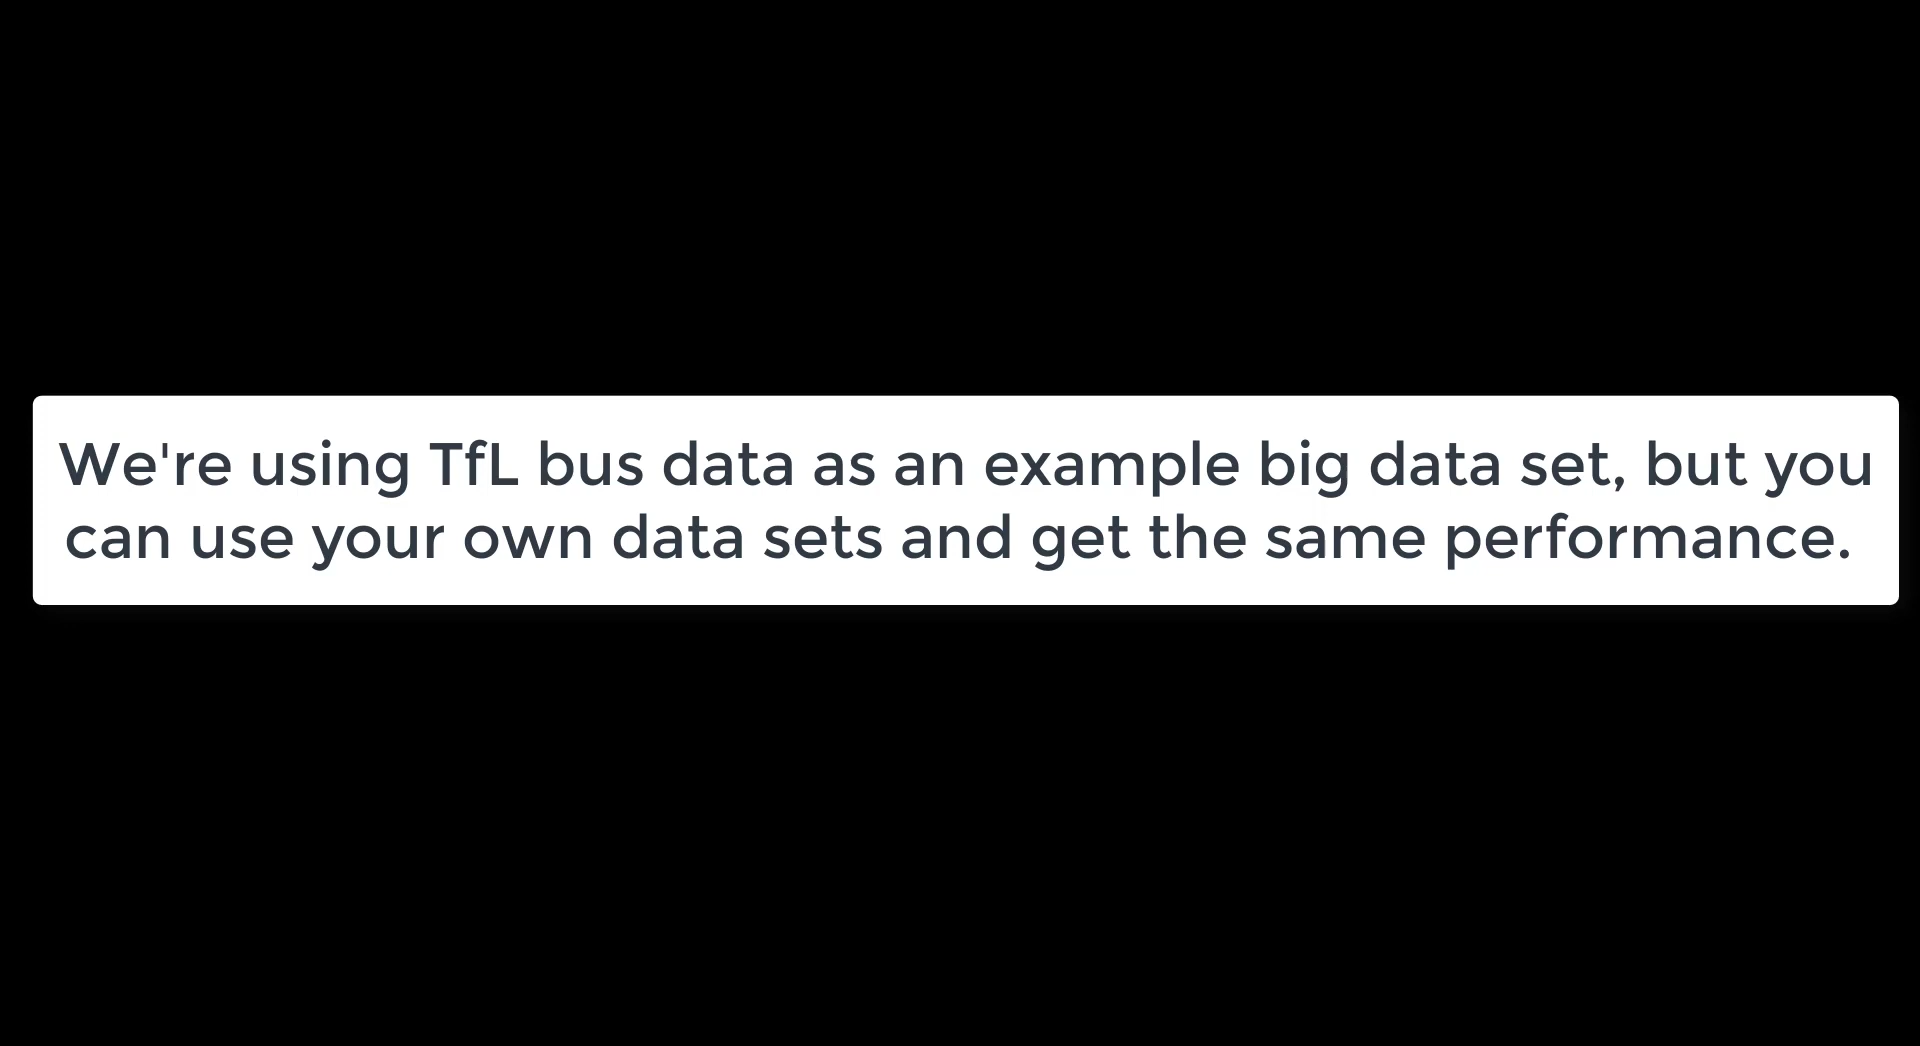 We're using TfL bus data as an example big data set, but you
can use your own data sets and get the same performance.